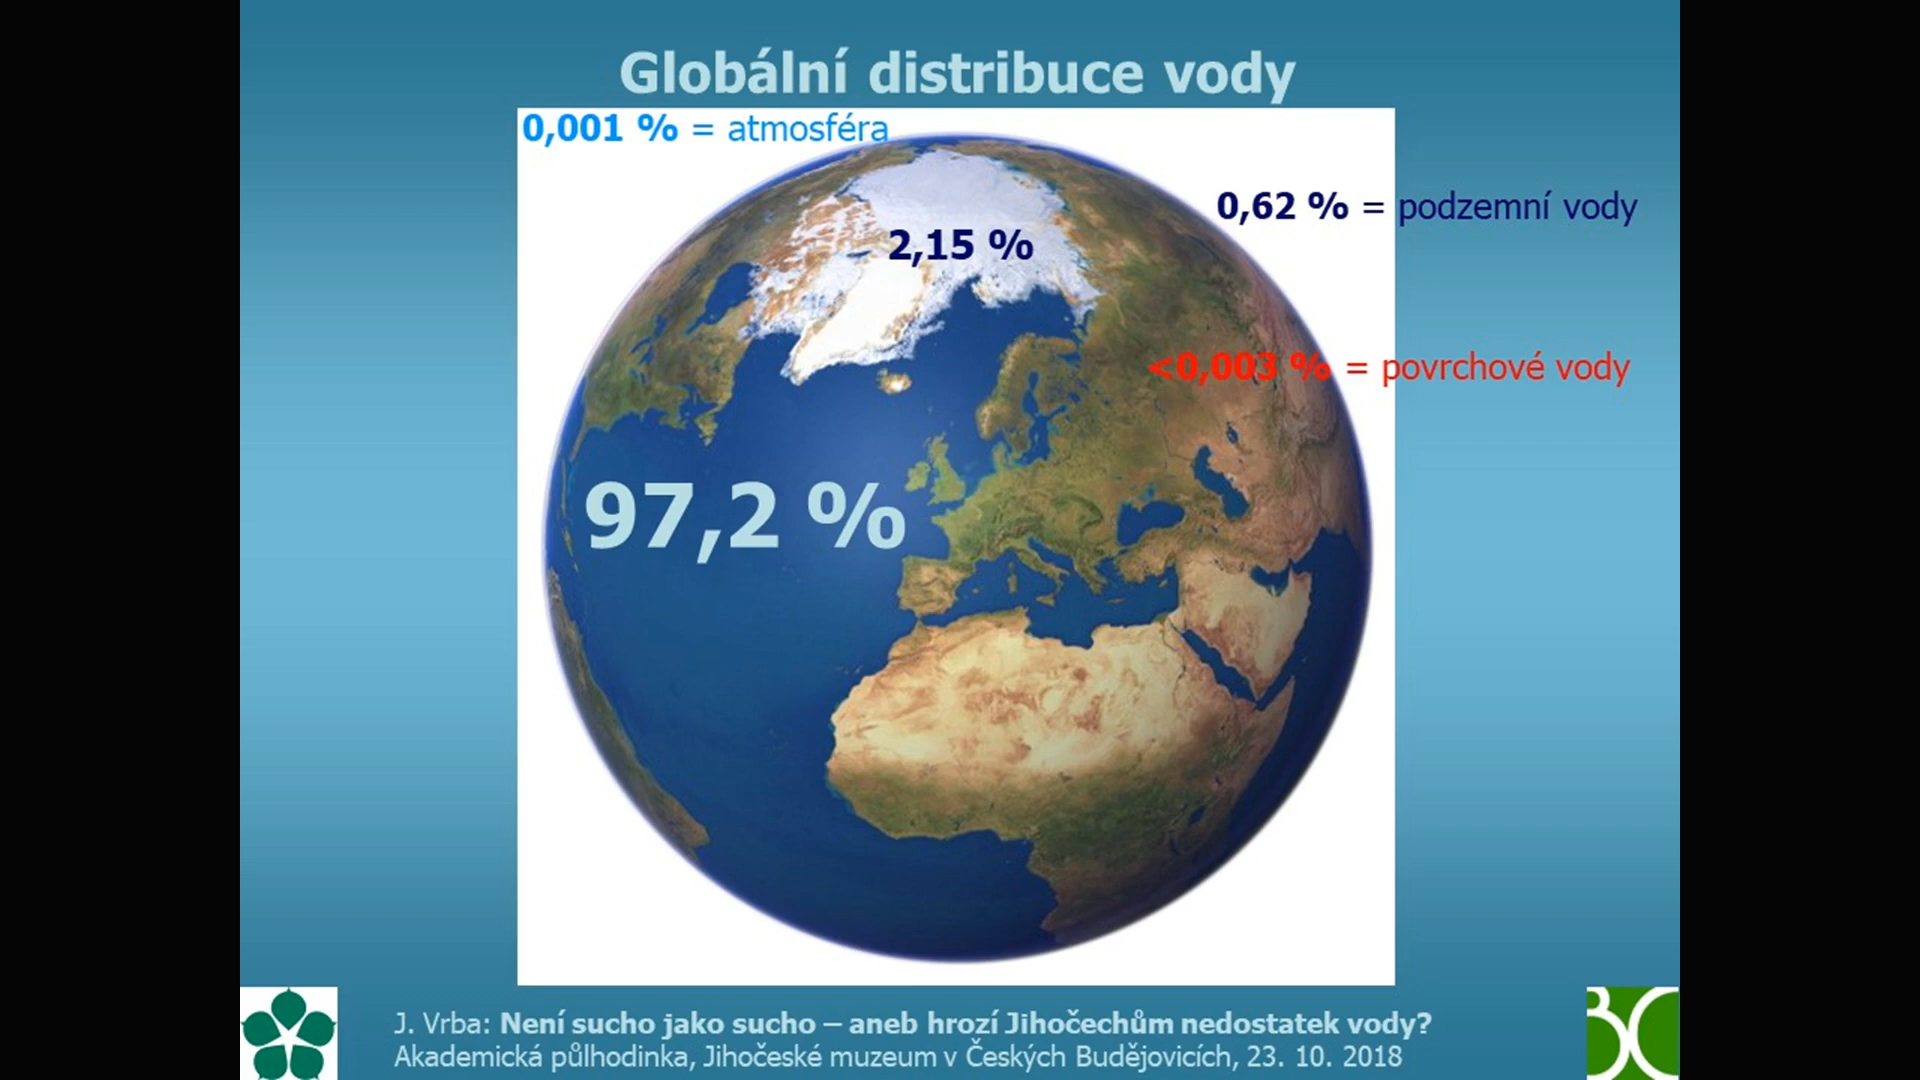 Globální distribuce vody
0,001 % = atmosféra
0,62 % = podzemní vody
2,15 %
<0,003 % = povrchové vody
97,2 %
J. Vrba: Není sucho jako sucho – aneb hrozí Jihočechům nedostatek vody?
Akademická půlhodinka, Jihočeské muzeum v Českých Budějovicích, 23. 10. 2018